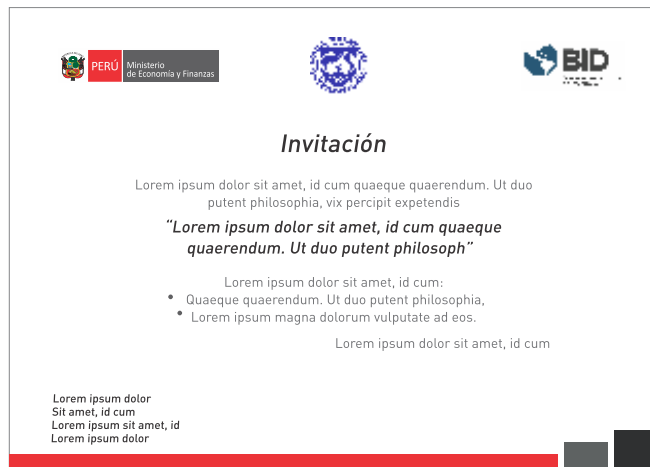 PERÚ
Ministerio
de Economía y Finanzas
BID
Invitación
Lorem ipsum dolor sit amet, id cum quaeque quaerendum. Ut duo
putent philosophia, vix percipit expetendis
“Lorem ipsum dolor sit amet, id cum quaeque
quaerendum. Ut duo putent philosoph”
Lorem ipsum dolor sit amet, id cum:
• Quaeque quaerendum. Ut duo putent philosophia,
• Lorem ipsum magna dolorum vulputate ad eos.
Lorem ipsum dolor sit amet, id cum
Lorem ipsum dolor
Sit amet, id cum
Lorem ipsum sit amet, id
Lorem ipsum dolor